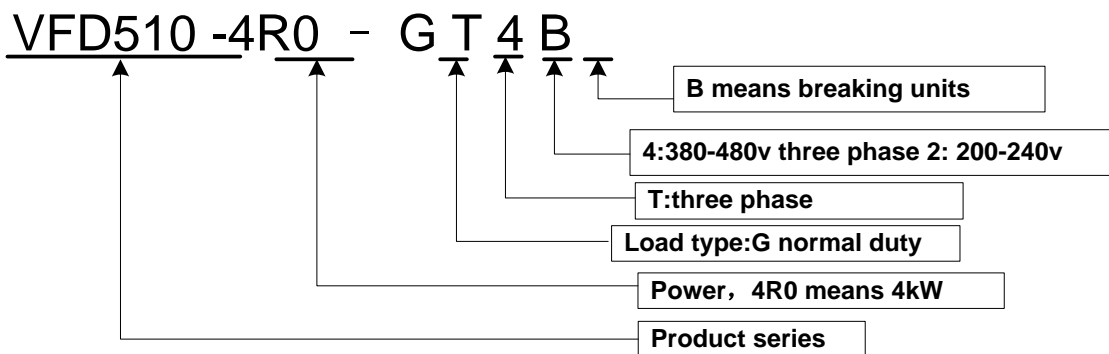 VFD510 -4R0 - G T 4 B
B means breaking units
4:380-480v three phase 2: 200-240v
T:three phase
Load type:G normal duty
Power，4R0 means 4kW
Product series